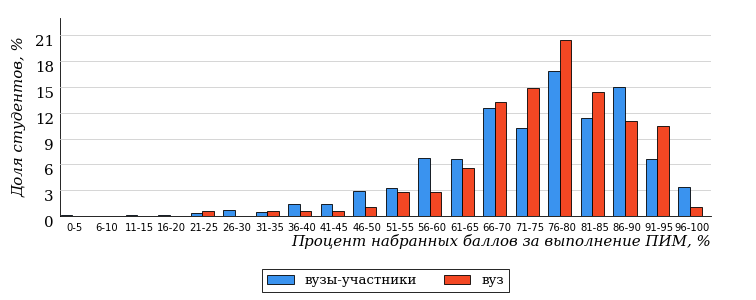 Доля студентов, %
21
18
15
12
9
6
3
0
0-5 6-10 11-15 16-20 21-25 26-30 31-35 36-40 41-45 46-50 51-55 56-60 61-65 66-70 71-75 76-80 81-85 86-90 91-95 96-100
Процент набранных баллов за выполнение ПИМ, %
вузы-участники вуз